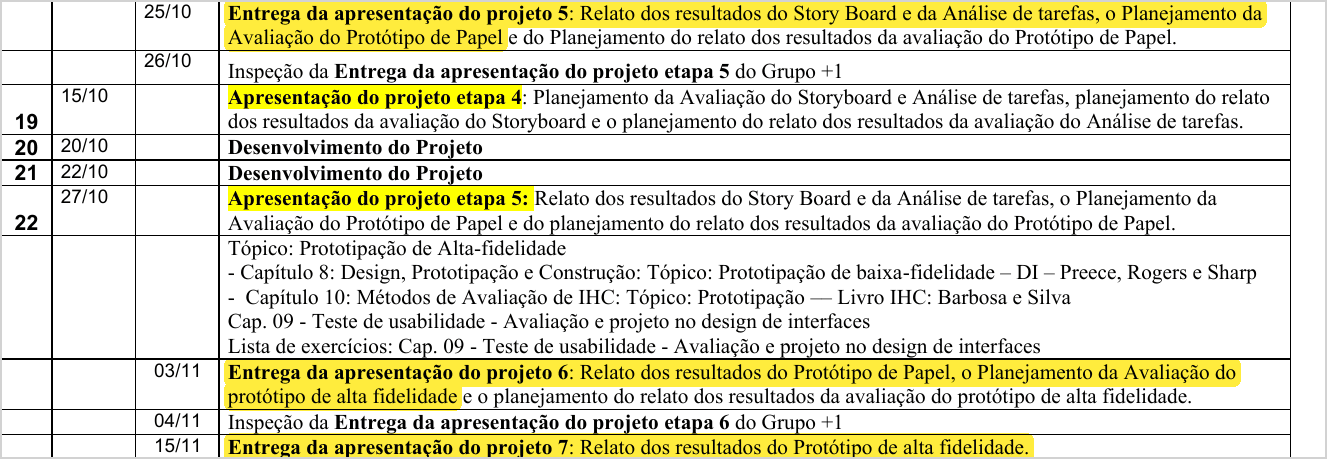 25/10 Entrega da apresentação do projeto 5: Relato dos resultados do Story Board e da Análise de tarefas, o Planejamento da
Avaliação do Protótipo de Papel e do Planejamento do relato dos resultados da avaliação do Protótipo de Papel.
26/10 Inspeção da Entrega da apresentação do projeto etapa 5 do Grupo +1
15/10 Apresentação do projeto etapa 4: Planejamento da Avaliação do Storyboard e Análise de tarefas, planejamento do relato
19 dos resultados da avaliação do Storyboard e o planejamento do relato dos resultados da avaliação do Análise de tarefas.
20 20/10 Desenvolvimento do Projeto
21 22/10 Desenvolvimento do Projeto
27/10 Apresentação do projeto etapa 5: Relato dos resultados do Story Board e da Análise de tarefas, o Planejamento da
22 Avaliação do Protótipo de Papel e do planejamento do relato dos resultados da avaliação do Protótipo de Papel.
Tópico: Prototipação de Alta-fidelidade
- Capítulo 8: Design, Prototipação e Construção: Tópico: Prototipação de baixa-fidelidade – DI – Preece, Rogers e Sharp
- Capítulo 10: Métodos de Avaliação de IHC: Tópico: Prototipação –– Livro IHC: Barbosa e Silva
Cap. 09 - Teste de usabilidade - Avaliação e projeto no design de interfaces
Lista de exercícios: Cap. 09 - Teste de usabilidade - Avaliação e projeto no design de interfaces
03/11 Entrega da apresentação do projeto 6: Relato dos resultados do Protótipo de Papel, o Planejamento da Avaliação do
protótipo de alta fidelidade e o planejamento do relato dos resultados da avaliação do protótipo de alta fidelidade.
04/11 Inspeção da Entrega da apresentação do projeto etapa 6 do Grupo +1
15/11 Entrega da apresentação do projeto 7: Relato dos resultados do Protótipo de alta fidelidade.